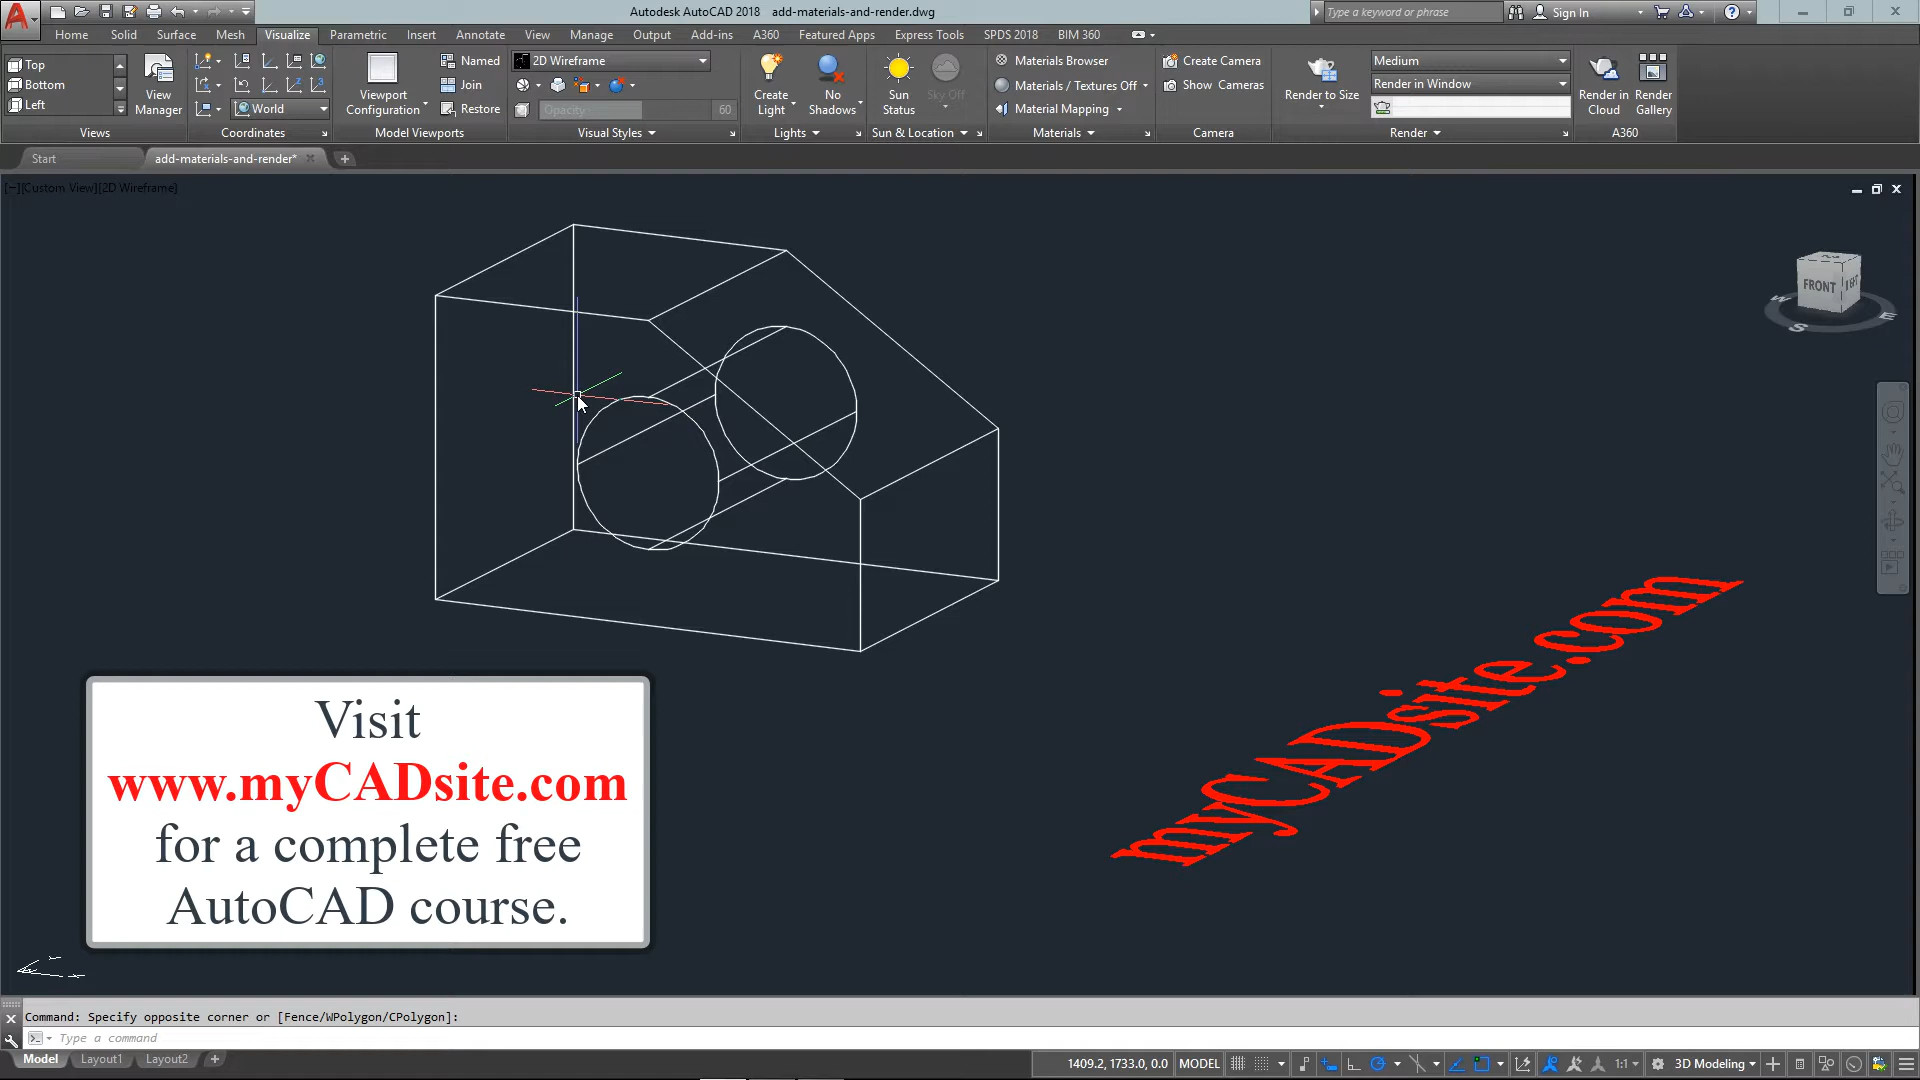 Autodesk AutoCAD 2018 add-materials-and-render.dwg
Type a keyword or phrase
Sign In
Home Solid Surface Mesh Visualize Parametric Insert Annotate View Manage Output Add-ins A360 Featured Apps Express Tools SPDS 2018 BIM 360
Top
Bottom
Left
View
Manager
World
Viewport
Configuration
Named
Join
Restore
2D Wireframe
Opacity 60
Create
Light
No
Shadows
Sun
Status
Sky Off
Materials Browser
Materials / Textures Off
Material Mapping
Create Camera
Show Cameras
Render to Size
Medium
Render in Window
Render in
Cloud
Render
Gallery
Views Coordinates Model Viewports Visual Styles Lights Sun & Location Materials Camera Render A360
Start add-materials-and-render*
[−][Custom View][2D Wireframe]
FRONT
LEFT
W
S
E
myCADsite.com
Visit
www.myCADsite.com
for a complete free
AutoCAD course.
Command: Specify opposite corner or [Fence/WPolygon/CPolygon]:
Type a command
Model Layout1 Layout2
1409.2, 1733.0, 0.0 MODEL 1:1 3D Modeling